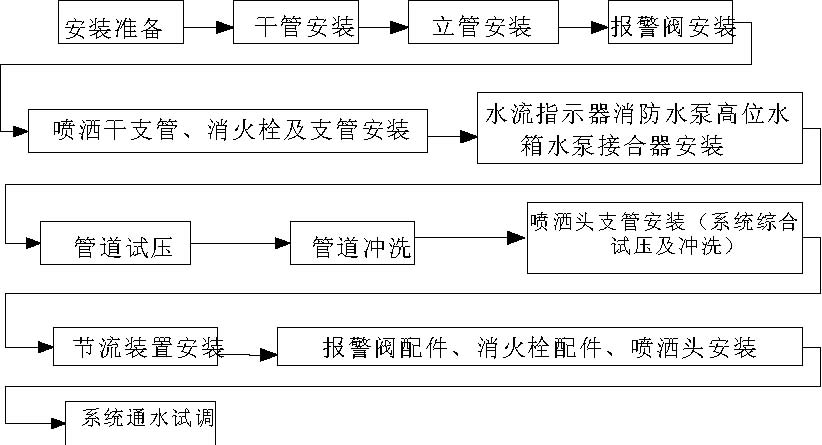 安装准备
干管安装
立管安装
报警阀安装
喷洒干支管、消火栓及支管安装
水流指示器消防水泵高位水
箱水泵接合器安装
管道试压
管道冲洗
喷洒头支管安装（系统综合
试压及冲洗）
节流装置安装
报警阀配件、消火栓配件、喷洒头安装
系统通水试调